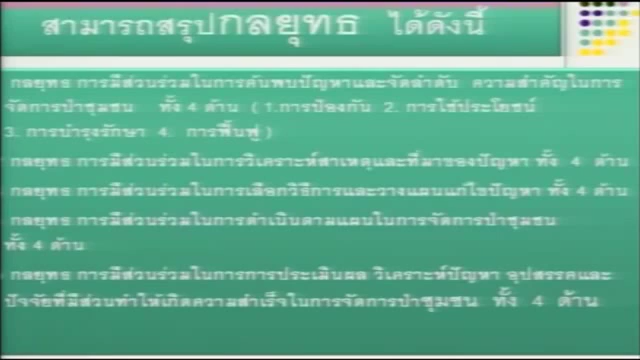 สามารถสรุปกลยุทธ ได้ดังนี้
กลยุทธ การมีส่วนร่วมในการค้นพบปัญหาและจัดลำดับ ความสำคัญในการ
จัดการป่าชุมชน ทั้ง 4 ด้าน ( 1.การป้องกัน 2. การใช้ประโยชน์
3. การบำรุงรักษา 4. การฟื้นฟู )
กลยุทธ การมีส่วนร่วมในการวิเคราะห์สาเหตุและที่มาของปัญหา ทั้ง 4 ด้าน
กลยุทธ การมีส่วนร่วมในการเลือกวิธีการและวางแผนแก้ไขปัญหา ทั้ง 4 ด้าน
กลยุทธ การมีส่วนร่วมในการดำเนินตามแผนในการจัดการป่าชุมชน
ทั้ง 4 ด้าน
กลยุทธ การมีส่วนร่วมในการการประเมินผล วิเคราะห์ปัญหา อุปสรรคและ
ปัจจัยที่มีส่วนทำให้เกิดความสำเร็จในการจัดการป่าชุมชน ทั้ง 4 ด้าน